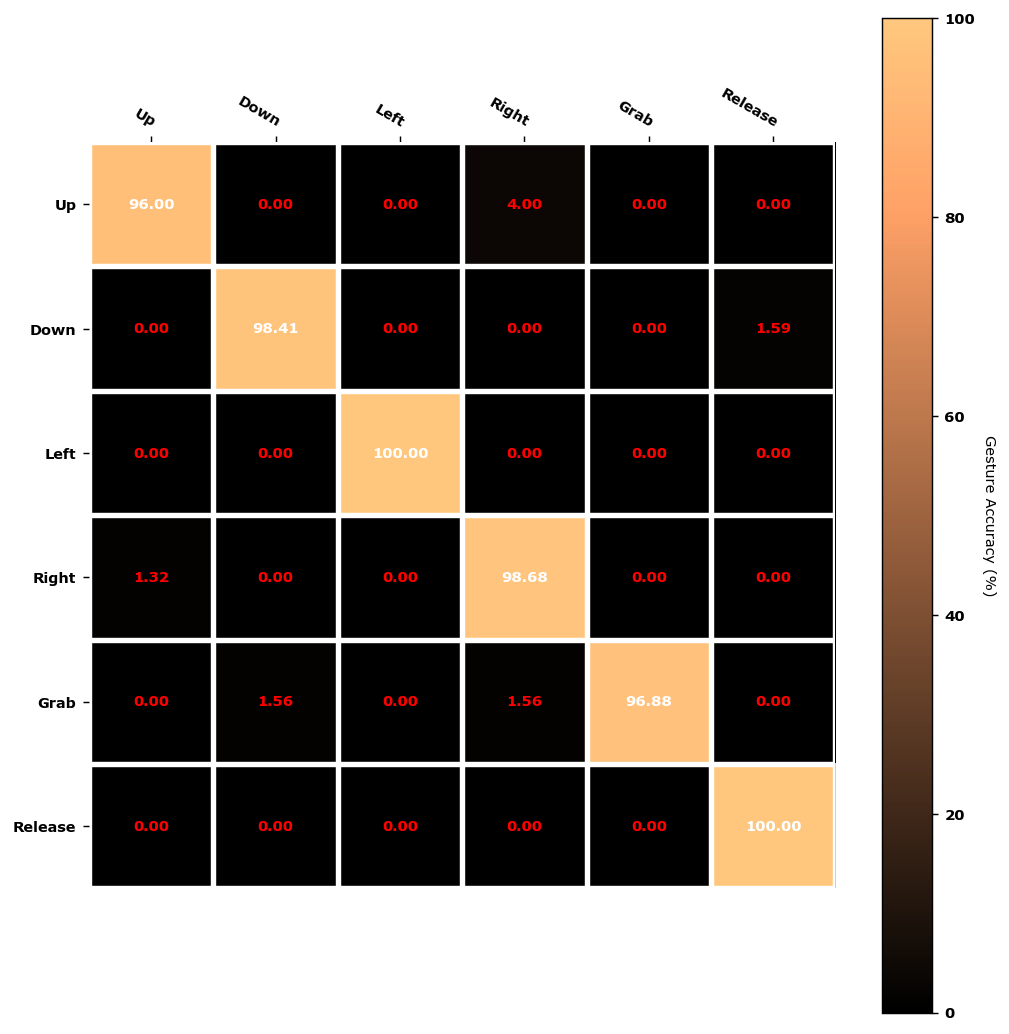 100
Up Down Left Right Grab Release
Up 96.00 0.00 0.00 4.00 0.00 0.00
80
Down 0.00 98.41 0.00 0.00 0.00 1.59
60
Left 0.00 0.00 100.00 0.00 0.00 0.00
Gesture Accuracy (%)
Right 1.32 0.00 0.00 98.68 0.00 0.00
40
Grab 0.00 1.56 0.00 1.56 96.88 0.00
20
Release 0.00 0.00 0.00 0.00 0.00 100.00
0